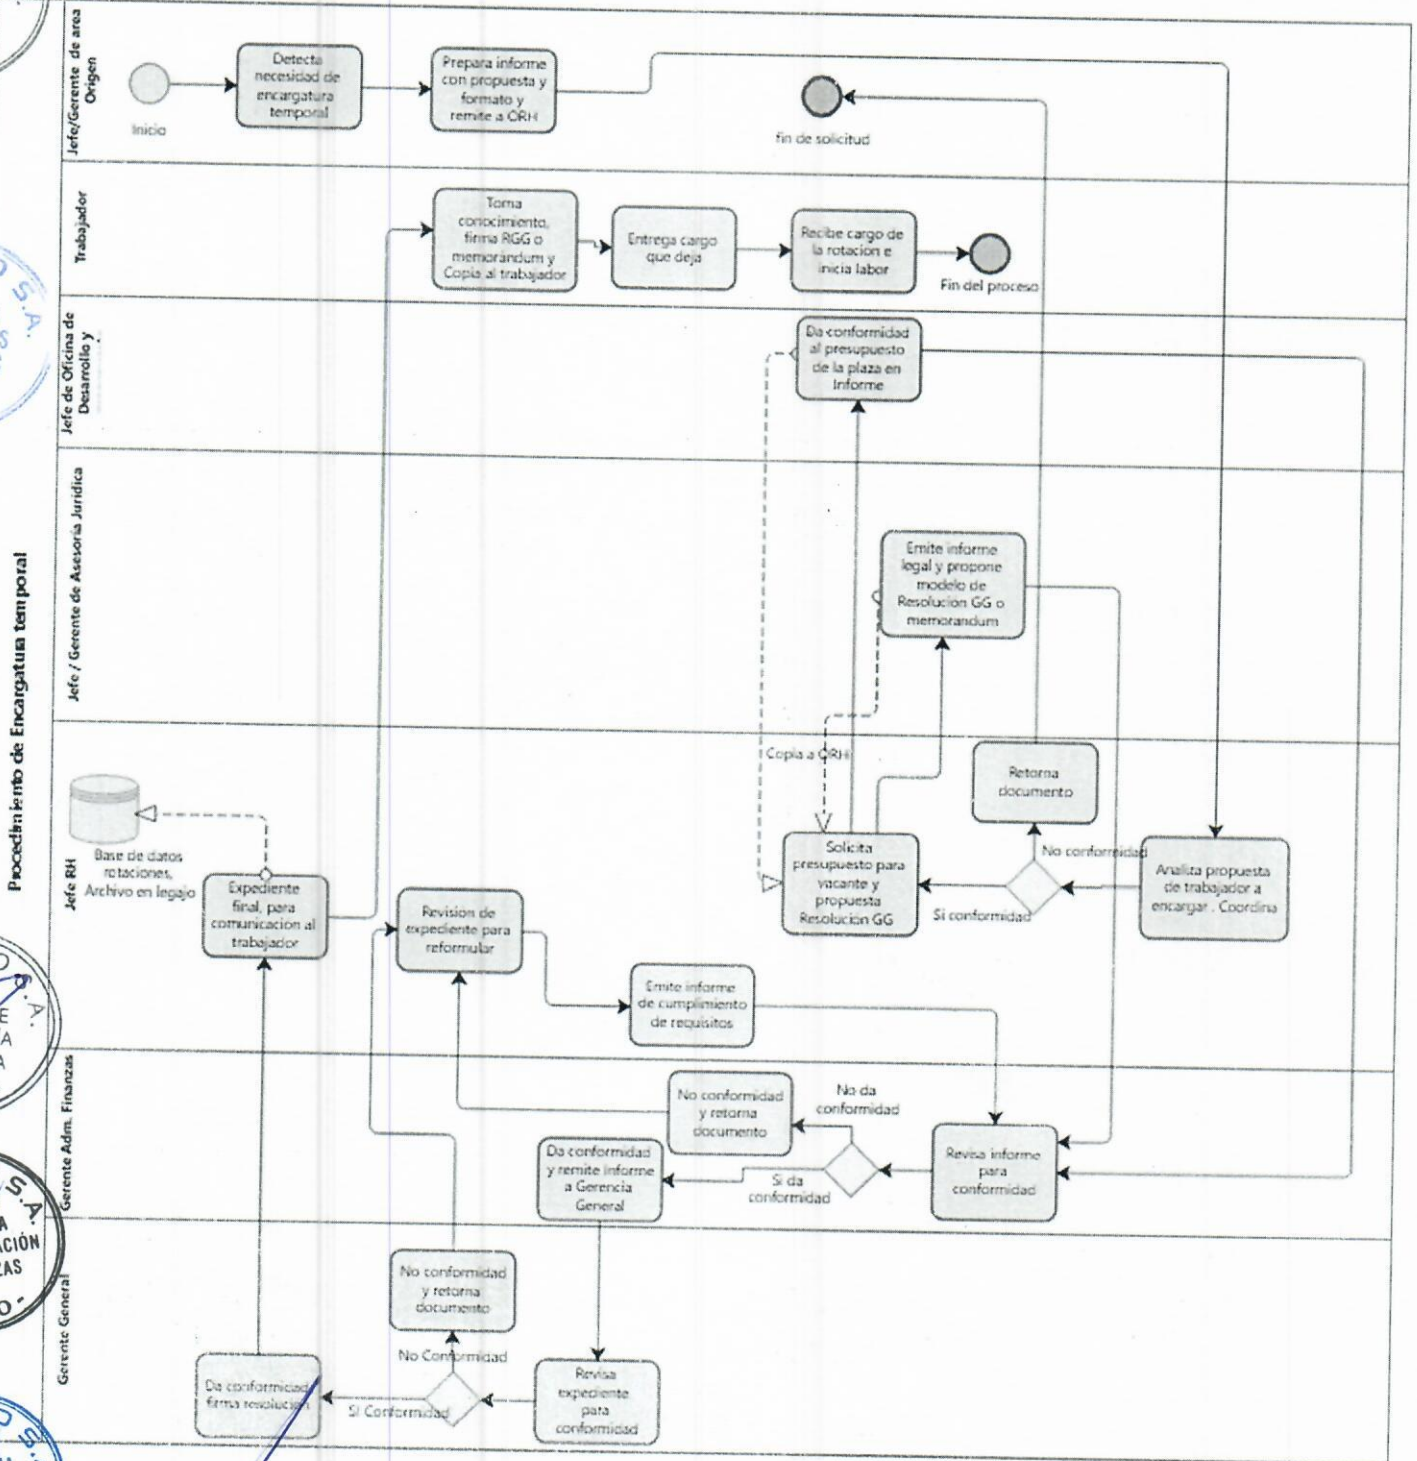 Procedimiento de Encargatura temporal
Jefe/Gerente de area
Origen
Inicio
Detecta
necesidad de
encargatura
temporal
Prepara informe
con propuesta y
formato y
remite a ORH
fin de solicitud
Trabajador
Toma
conocimiento,
firma RGG o
memorándum y
Copia al trabajador
Entrega cargo
que deja
Recibe cargo de
la rotación e
inicia labor
Fin del proceso
Jefe de Oficina de
Desarrollo y
Da conformidad
al presupuesto
de la plaza en
Informe
Jefe / Gerente de Asesoría Jurídica
Emite informe
legal y propone
modelo de
Resolución GG o
memorandum
Jefe RH
Base de datos
rotaciones,
Archivo en legajo
Expediente
final, para
comunicación al
trabajador
Revisión de
expediente para
reformular
Emite informe
de cumplimiento
de requisitos
Copia a ORH
Solicita
presupuesto para
vacante y
propuesta
Resolución GG
Retorna
documento
No conformidad
Si conformidad
Analiza propuesta
de trabajador a
encargar . Coordina
Gerente Adm. Finanzas
No conformidad
y retorna
documento
No da
conformidad
Da conformidad
y remite Informe
a Gerencia
General
Si da
conformidad
Revisa informe
para
conformidad
Gerente General
No conformidad
y retorna
documento
No Conformidad
Da conformidad
firma resolución
SI Conformidad
Revisa
expediente
para
conformidad
S.A.
S.A.